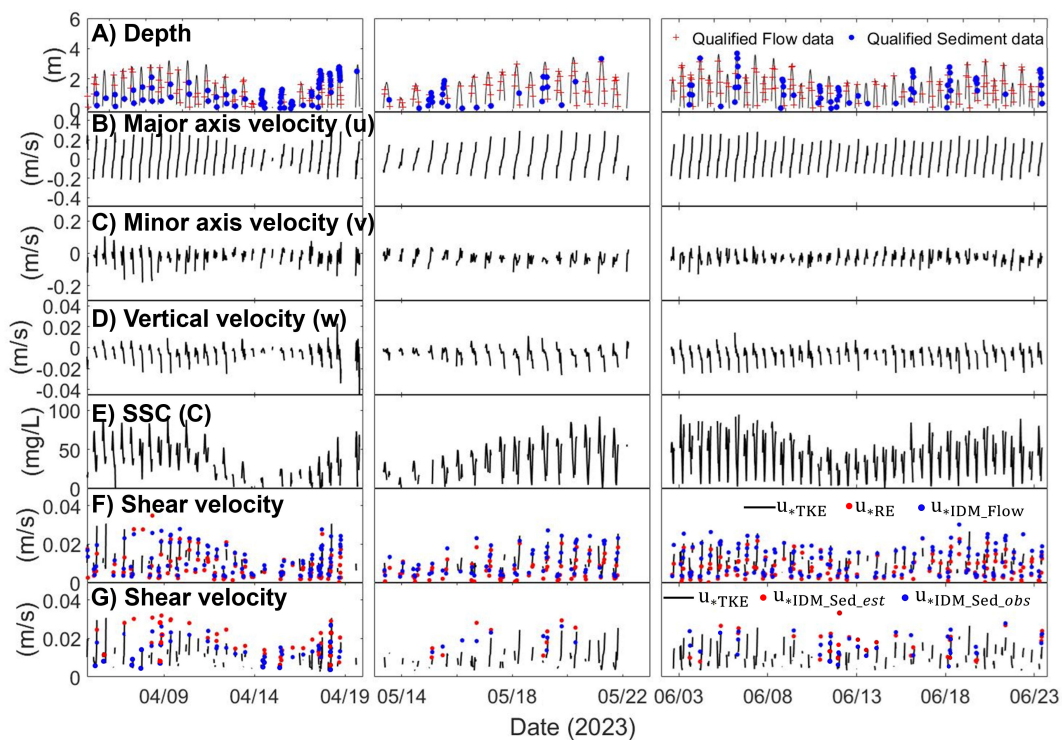 A) Depth
+ Qualified Flow data ● Qualified Sediment data
6
4
2
0
(m)
B) Major axis velocity (u)
0.4
0.2
0
-0.2
-0.4
(m/s)
C) Minor axis velocity (v)
0.2
0
-0.2
(m/s)
D) Vertical velocity (w)
0.04
0.02
0
-0.02
-0.04
(m/s)
E) SSC (C)
100
50
0
(mg/L)
F) Shear velocity
u*TKE u*RE u*IDM_Flow
0.04
0.02
0
(m/s)
G) Shear velocity
u*TKE u*IDM_Sed_est u*IDM_Sed_obs
0.04
0.02
0
(m/s)
04/09 04/14 04/19 05/14 05/18 05/22 06/03 06/08 06/13 06/18 06/23
Date (2023)